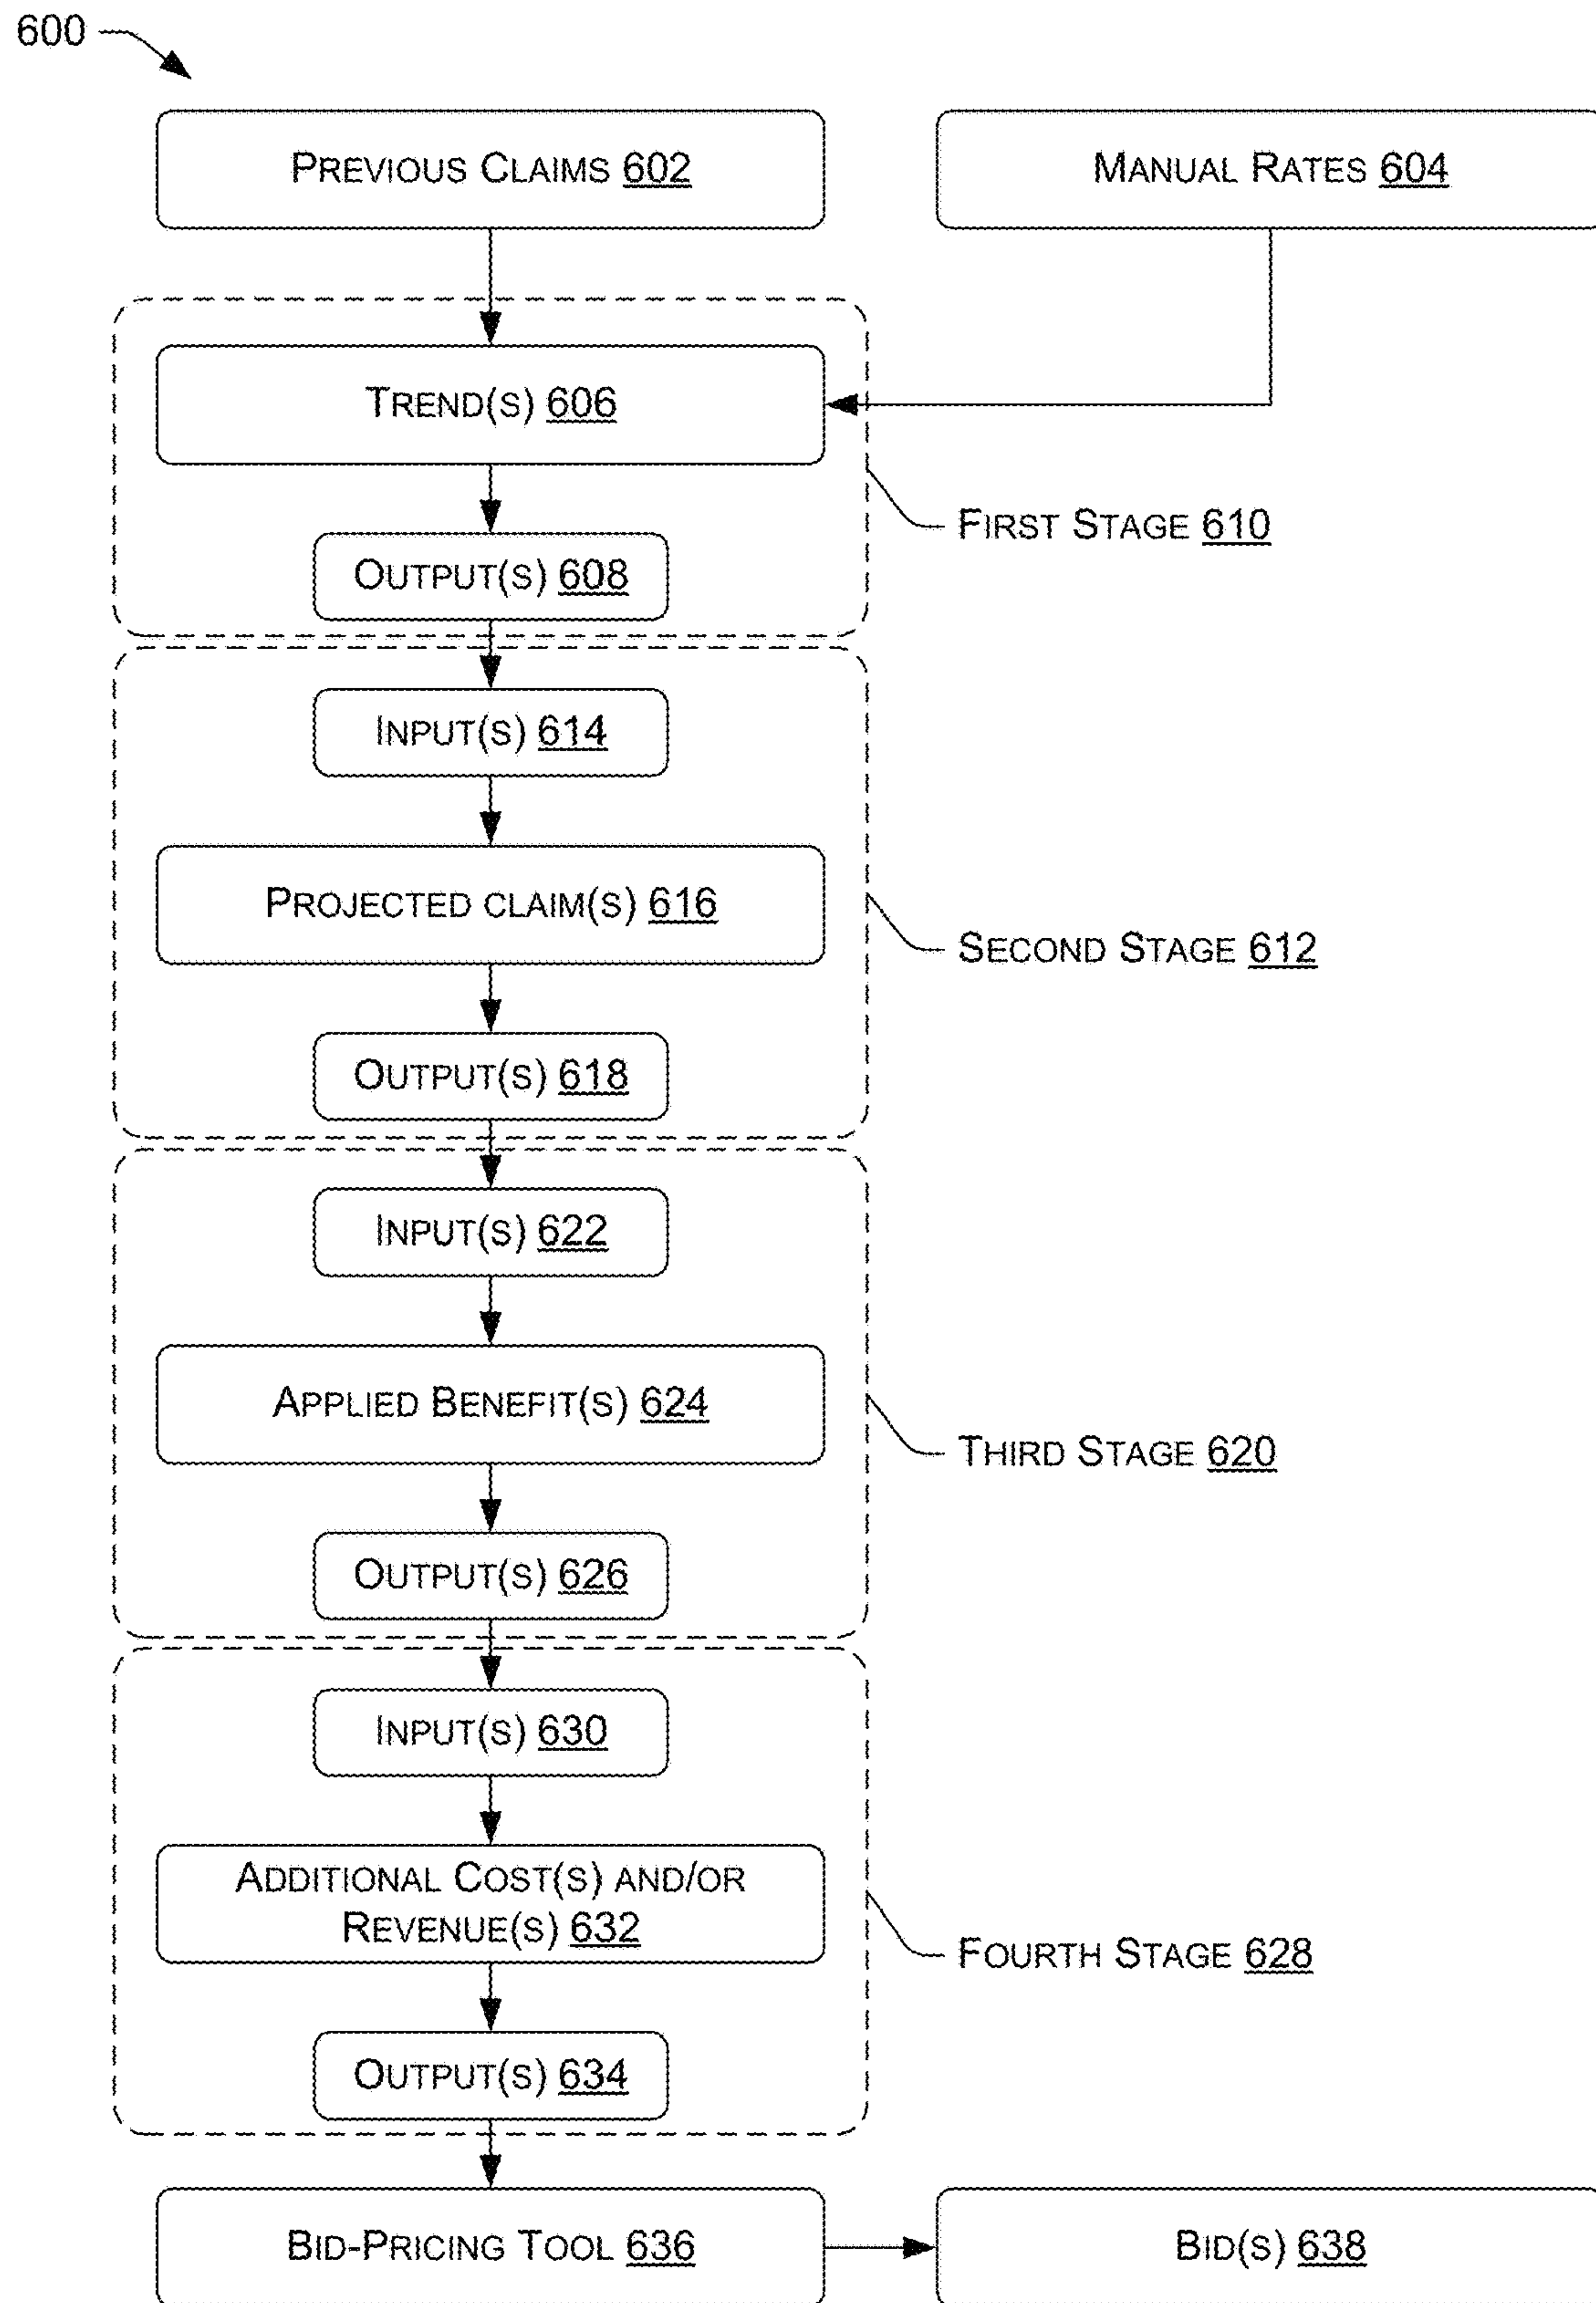 600
PREVIOUS CLAIMS 602
MANUAL RATES 604
TREND(S) 606
OUTPUT(S) 608
FIRST STAGE 610
INPUT(S) 614
PROJECTED CLAIM(S) 616
SECOND STAGE 612
OUTPUT(S) 618
INPUT(S) 622
APPLIED BENEFIT(S) 624
THIRD STAGE 620
OUTPUT(S) 626
INPUT(S) 630
ADDITIONAL COST(S) AND/OR
REVENUE(S) 632
FOURTH STAGE 628
OUTPUT(S) 634
BID-PRICING TOOL 636
BID(S) 638